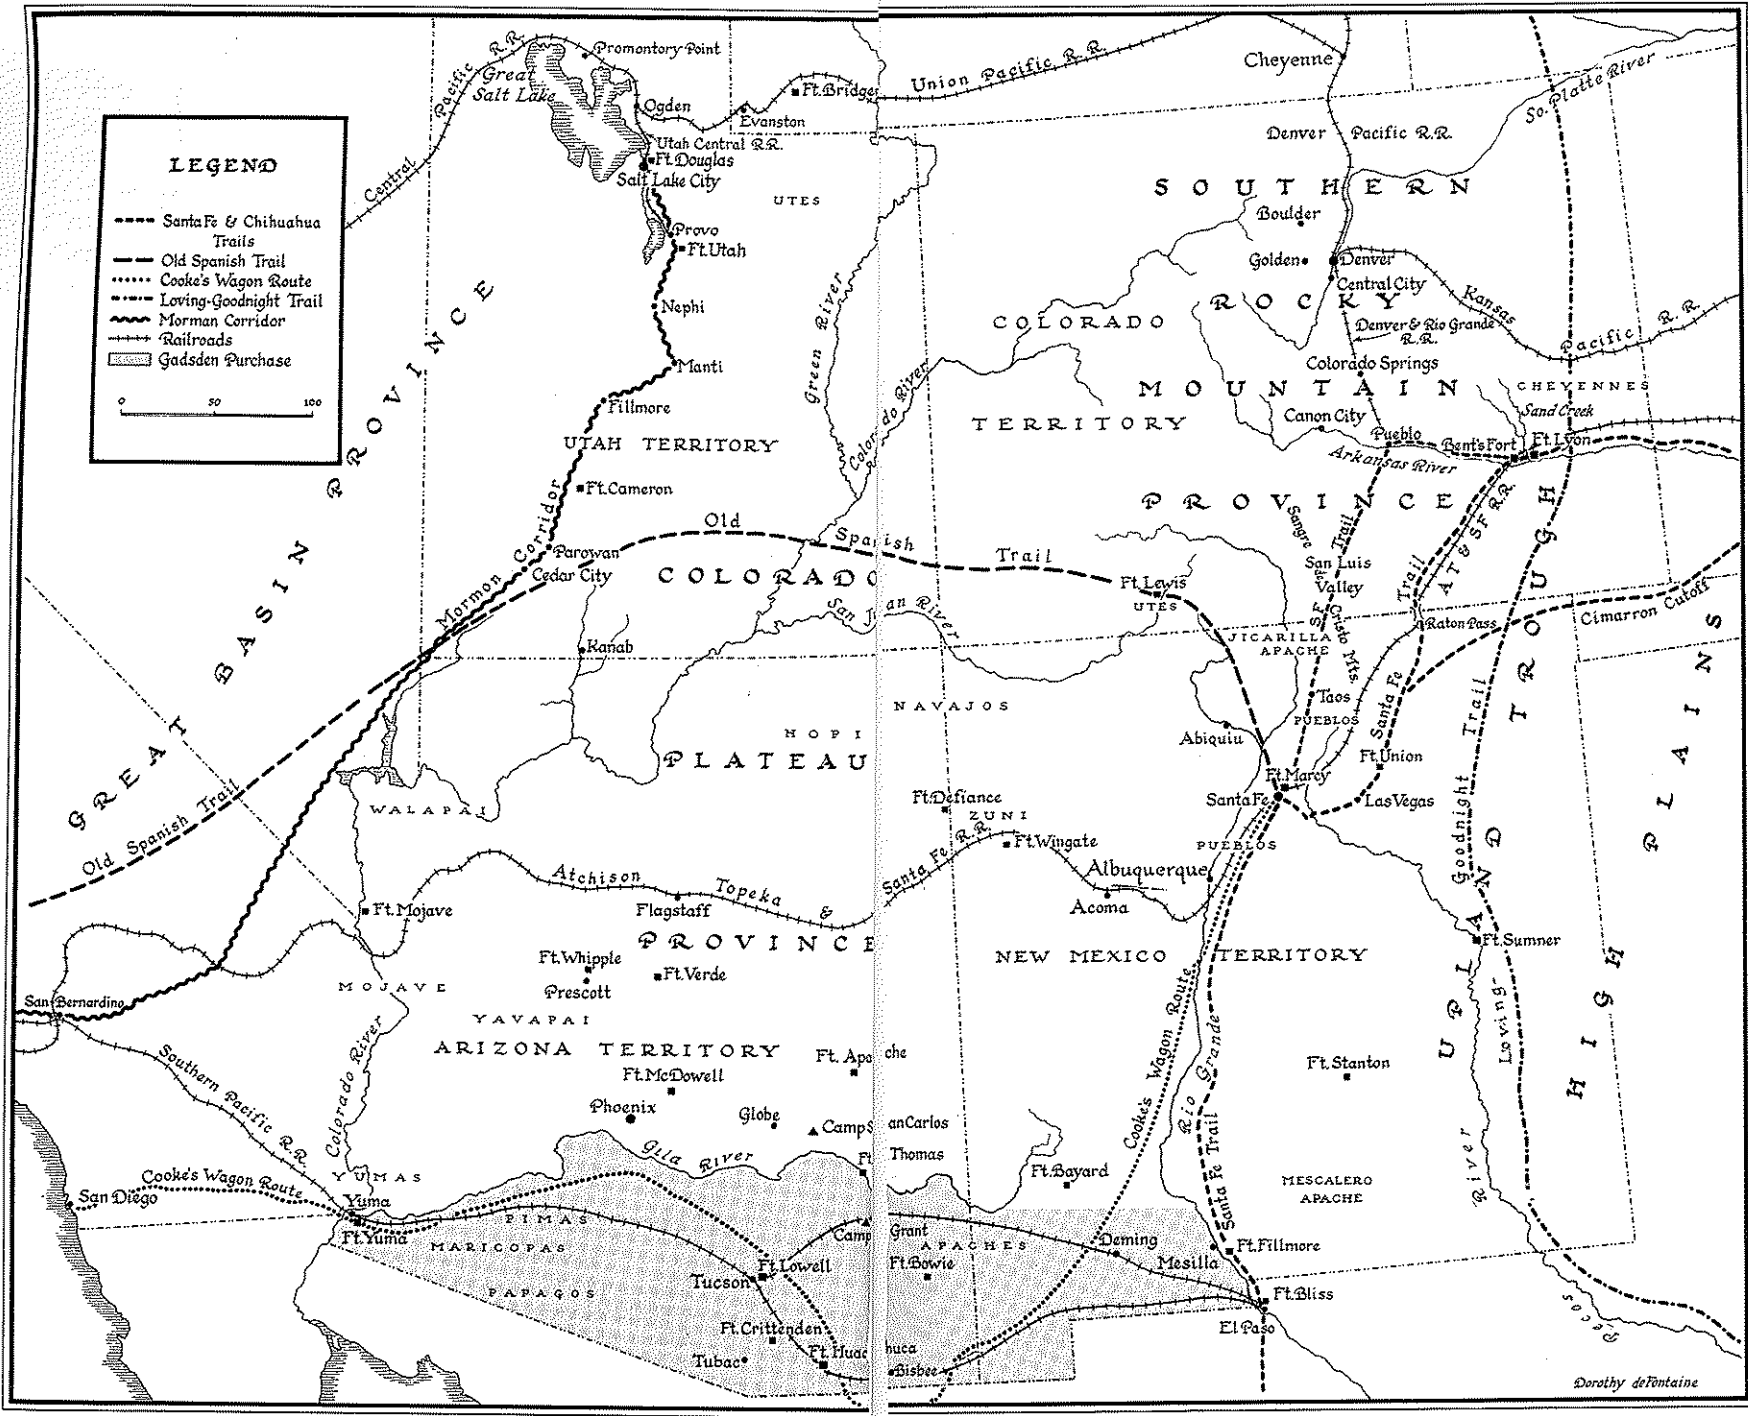 LEGEND
Santa Fe & Chihuahua
Trails
Old Spanish Trail
Cooke's Wagon Route
Loving-Goodnight Trail
Morman Corridor
Railroads
Gadsden Purchase
0 50 100
Central Pacific R.R.
Promontory Point
Great
Salt Lake
Ogden
Evanston
Ft. Bridge
Union Pacific R. R.
Cheyenne
So. Platte River
Utah Central R.R.
Ft. Douglas
Salt Lake City
UTES
Denver Pacific R.R.
SOUTHERN
Boulder
Provo
Ft. Utah
Golden
Denver
Central City
Nephi
Green River
COLORADO
ROCKY
Kansas Pacific R. R.
Denver & Rio Grande
R.R.
Colorado Springs
Manti
Colorado River
MOUNTAIN
CHEYENNES
Sand Creek
Fillmore
TERRITORY
Canon City
Pueblo
Bent's Fort
Ft. Lyon
Arkansas River
UTAH TERRITORY
Ft. Cameron
PROVINCE
GREAT BASIN PROVINCE
Mormon Corridor
Old Spanish Trail
Parowan
Cedar City
COLORADO
Sangre de Cristo Mts.
S F Trail
San Luis
Valley
Santa Fe Trail
AT & SF R.R.
Ft. Lewis
UTES
San Juan River
JICARILLA
APACHE
Raton Pass
Cimarron Cutoff
Kanab
UPLAND TROUGH
HIGH PLAINS
NAVAJOS
Taos
PUEBLOS
HOPI
PLATEAU
Abiquiu
Ft. Union
Ft. Marcy
Santa Fe
Las Vegas
Old Spanish Trail
WALAPAI
Ft. Defiance
ZUNI
Ft. Wingate
PUEBLOS
Albuquerque
Acoma
Atchison Topeka & Santa Fe R.R.
Flagstaff
Ft. Mojave
PROVINCE
Loving-Goodnight Trail
Ft. Sumner
NEW MEXICO TERRITORY
Ft. Whipple
Prescott
Ft. Verde
MOJAVE
YAVAPAI
San Bernardino
ARIZONA TERRITORY
Ft. Apache
Ft. McDowell
Phoenix
Globe
Camp San Carlos
Ft. Thomas
Cooke's Wagon Route
Rio Grande
Santa Fe Trail
Ft. Stanton
Southern Pacific R.R.
Colorado River
YUMAS
Gila River
Ft. Bayard
MESCALERO
APACHE
Pecos River
San Diego
Cooke's Wagon Route
Yuma
Ft. Yuma
PIMAS
MARICOPAS
PAPAGOS
Camp Grant
APACHES
Ft. Bowie
Deming
Mesilla
Ft. Fillmore
Ft. Lowell
Tucson
Ft. Bliss
El Paso
Ft. Crittenden
Tubac
Ft. Huachuca
Bisbee
Dorothy deFontaine